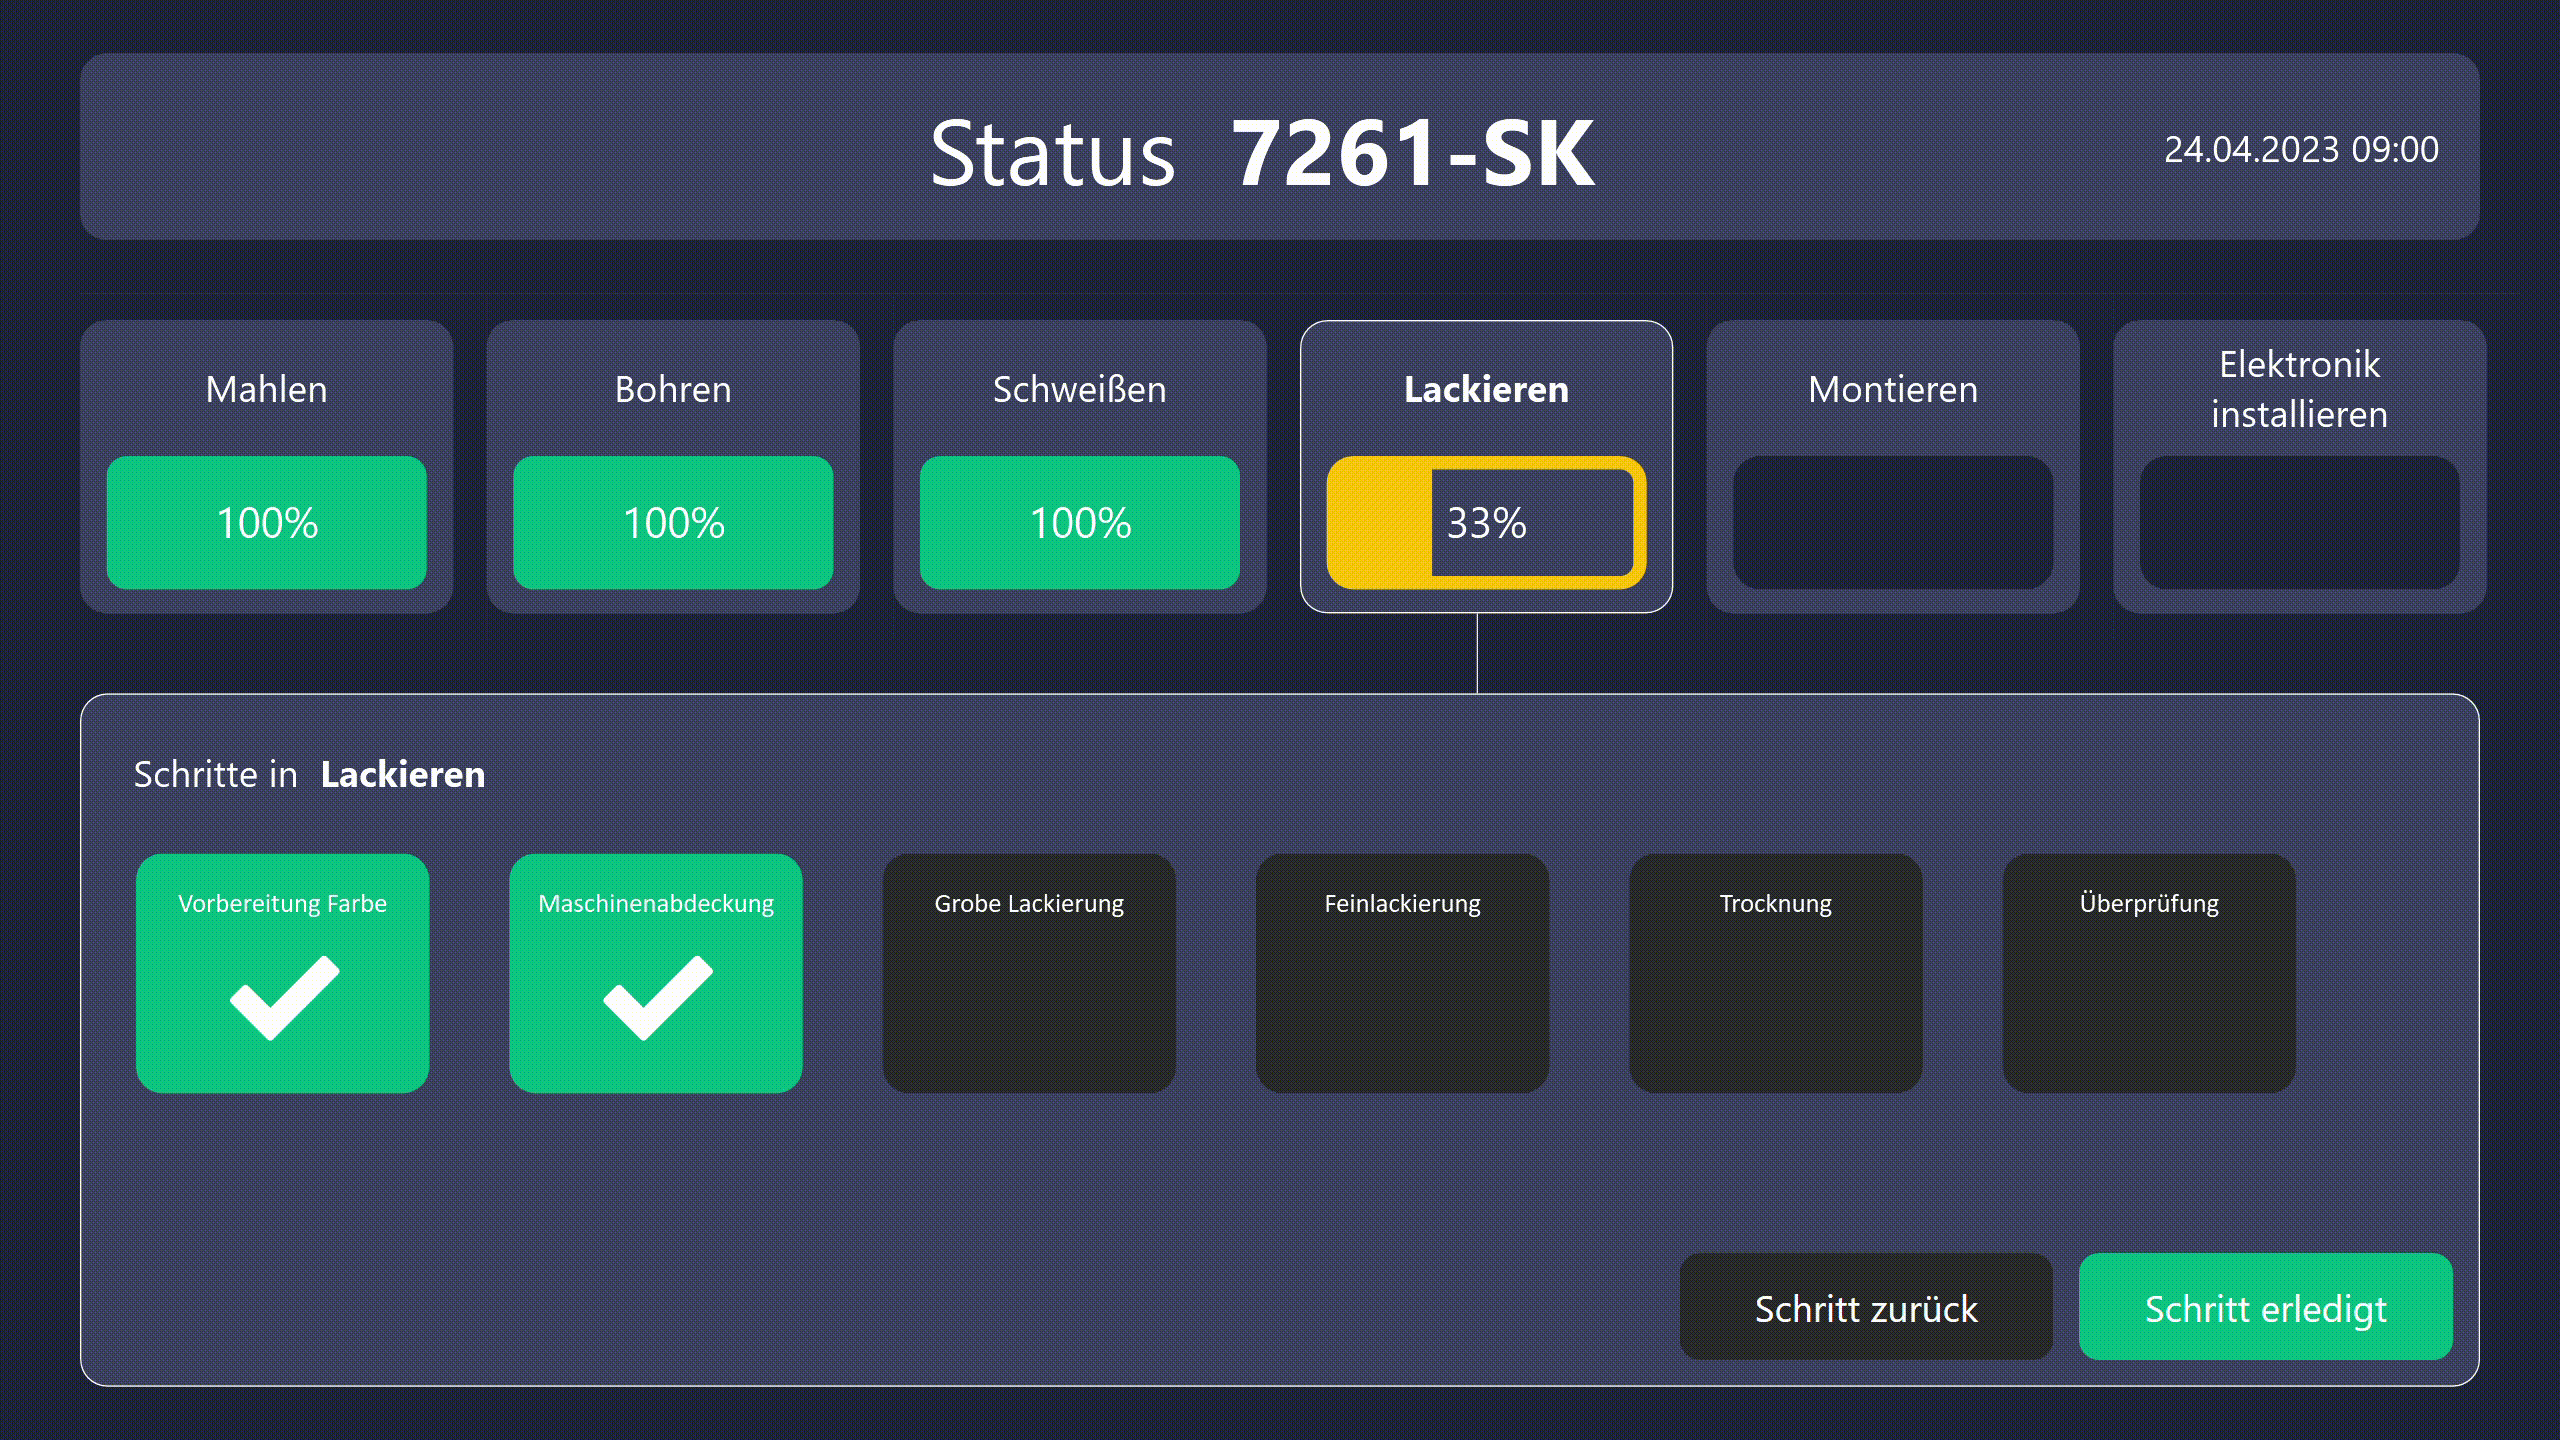 Status 7261-SK
24.04.2023 09:00
Mahlen
Bohren
Schweißen
Lackieren
Montieren
Elektronik
installieren
100%
100%
100%
33%
Schritte in Lackieren
Vorbereitung Farbe
Maschinenabdeckung
Grobe Lackierung
Feinlackierung
Trocknung
Überprüfung
Schritt zurück
Schritt erledigt